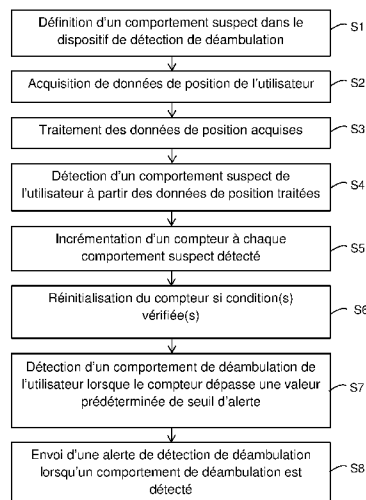 Définition d'un comportement suspect dans le
dispositif de détection de déambulation
S1
Acquisition de données de position de l'utilisateur
S2
Traitement des données de position acquises
S3
Détection d'un comportement suspect de
l'utilisateur à partir des données de position traitées
S4
Incrémentation d'un compteur à chaque
comportement suspect détecté
S5
Réinitialisation du compteur si condition(s)
vérifiée(s)
S6
Détection d'un comportement de déambulation de
l'utilisateur lorsque le compteur dépasse une valeur
prédéterminée de seuil d'alerte
S7
Envoi d'une alerte de détection de déambulation
lorsqu'un comportement de déambulation est
détecté
S8